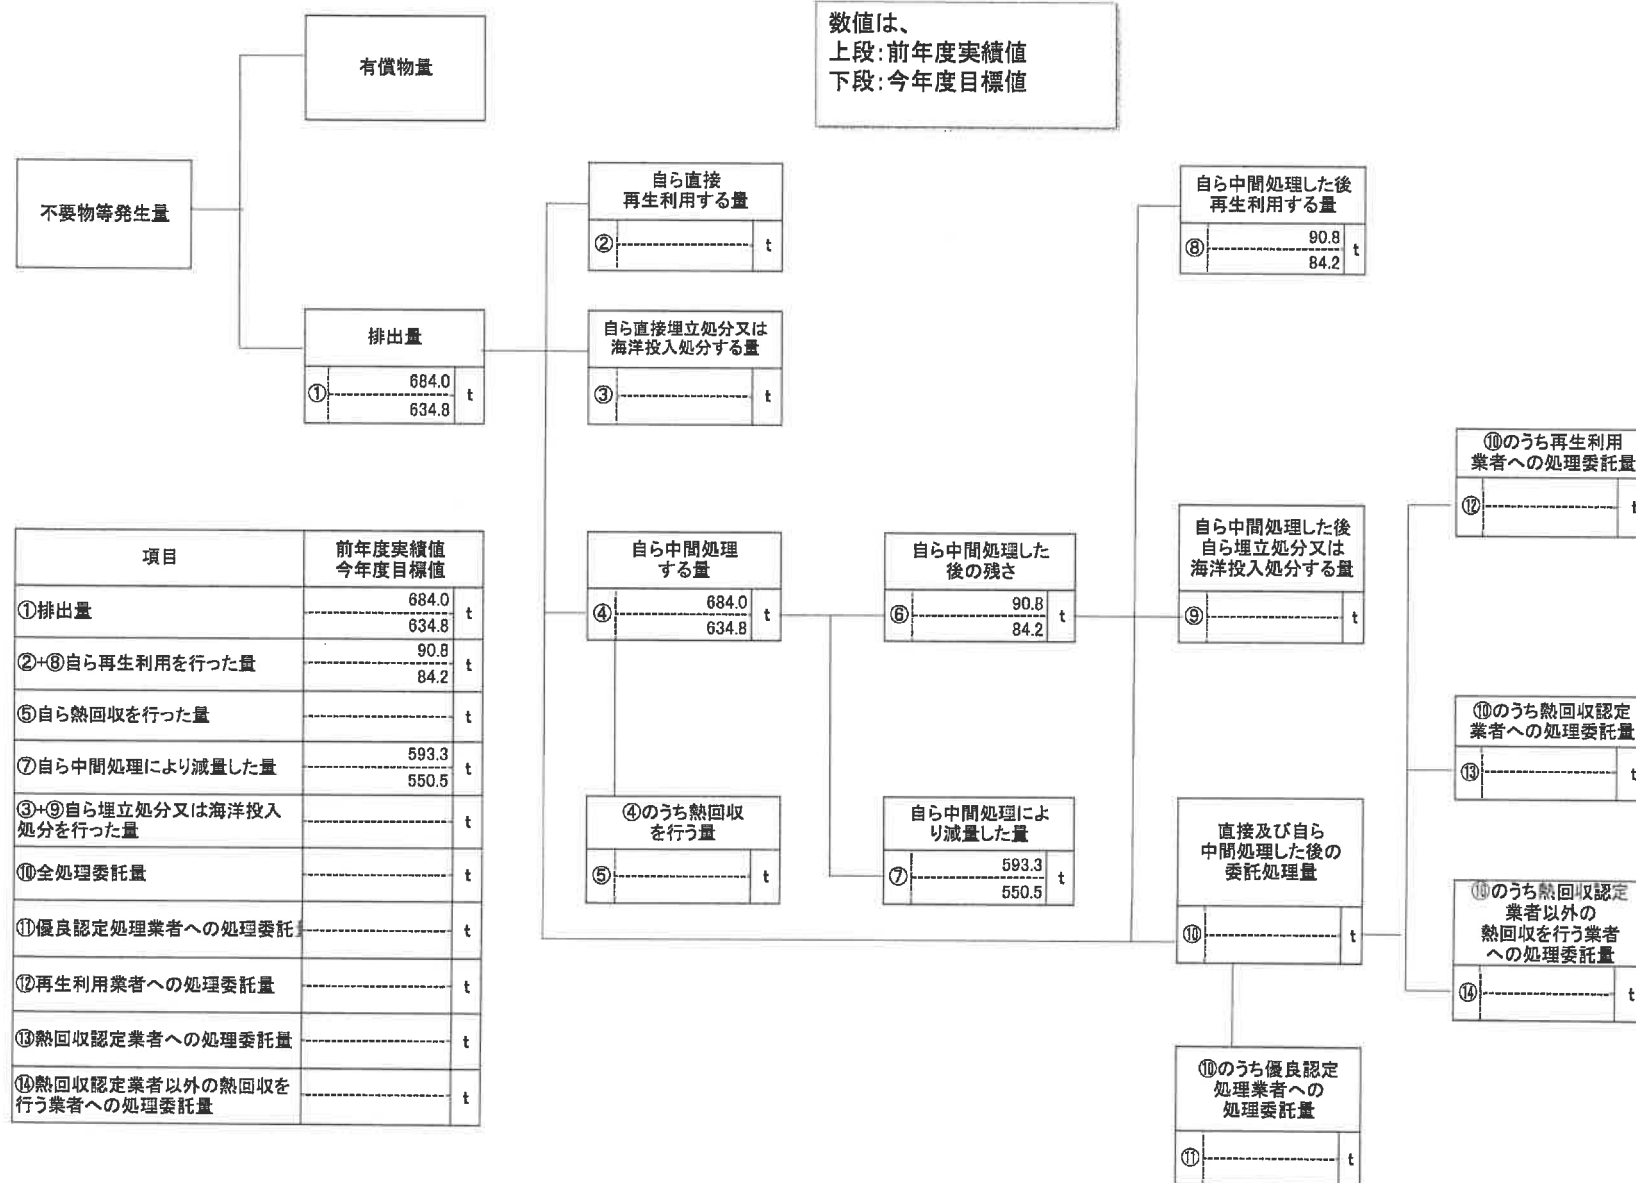 数値は、
上段:前年度実績値
下段:今年度目標値
有償物量
不要物等発生量
排出量
①
684.0
634.8
t
自ら直接
再生利用する量
②
t
自ら直接埋立処分又は
海洋投入処分する量
③
t
自ら中間処理
する量
④
684.0
634.8
t
④のうち熱回収
を行う量
⑤
t
自ら中間処理した
後の残さ
⑥
90.8
84.2
t
自ら中間処理によ
り減量した量
⑦
593.3
550.5
t
自ら中間処理した後
再生利用する量
⑧
90.8
84.2
t
自ら中間処理した後
自ら埋立処分又は
海洋投入処分する量
⑨
t
直接及び自ら
中間処理した後の
委託処理量
⑩
t
⑩のうち優良認定
処理業者への
処理委託量
⑪
t
⑩のうち再生利用
業者への処理委託量
⑫
t
⑩のうち熱回収認定
業者への処理委託量
⑬
t
⑩のうち熱回収認定
業者以外の
熱回収を行う業者
への処理委託量
⑭
t
項目
前年度実績値
今年度目標値
①排出量
684.0
634.8
t
②+⑧自ら再生利用を行った量
90.8
84.2
t
⑤自ら熱回収を行った量
t
⑦自ら中間処理により減量した量
593.3
550.5
t
③+⑨自ら埋立処分又は海洋投入
処分を行った量
t
⑩全処理委託量
t
⑪優良認定処理業者への処理委託
t
⑫再生利用業者への処理委託量
t
⑬熱回収認定業者への処理委託量
t
⑭熱回収認定業者以外の熱回収を
行う業者への処理委託量
t